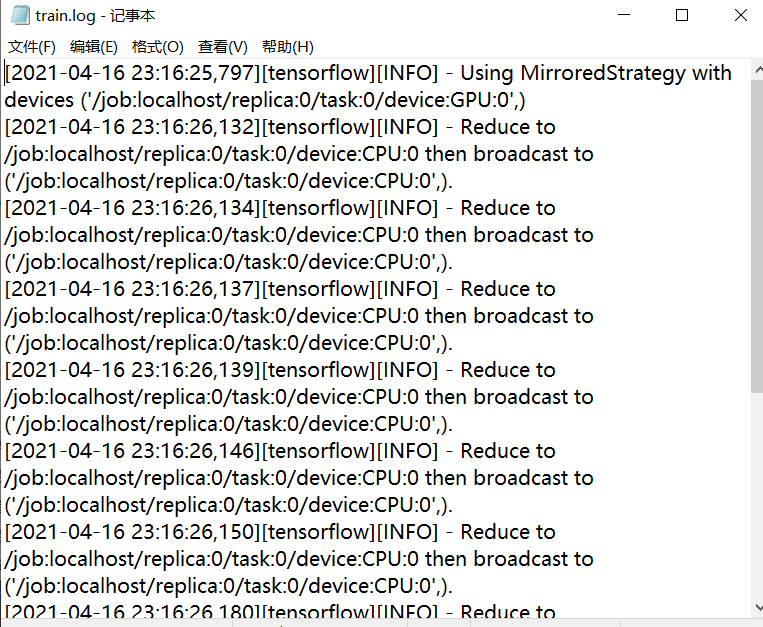 train.log - 记事本
文件(F) 编辑(E) 格式(O) 查看(V) 帮助(H)
[2021-04-16 23:16:25,797][tensorflow][INFO] - Using MirroredStrategy with
devices ('/job:localhost/replica:0/task:0/device:GPU:0',)
[2021-04-16 23:16:26,132][tensorflow][INFO] - Reduce to
/job:localhost/replica:0/task:0/device:CPU:0 then broadcast to
('/job:localhost/replica:0/task:0/device:CPU:0',).
[2021-04-16 23:16:26,134][tensorflow][INFO] - Reduce to
/job:localhost/replica:0/task:0/device:CPU:0 then broadcast to
('/job:localhost/replica:0/task:0/device:CPU:0',).
[2021-04-16 23:16:26,137][tensorflow][INFO] - Reduce to
/job:localhost/replica:0/task:0/device:CPU:0 then broadcast to
('/job:localhost/replica:0/task:0/device:CPU:0',).
[2021-04-16 23:16:26,139][tensorflow][INFO] - Reduce to
/job:localhost/replica:0/task:0/device:CPU:0 then broadcast to
('/job:localhost/replica:0/task:0/device:CPU:0',).
[2021-04-16 23:16:26,146][tensorflow][INFO] - Reduce to
/job:localhost/replica:0/task:0/device:CPU:0 then broadcast to
('/job:localhost/replica:0/task:0/device:CPU:0',).
[2021-04-16 23:16:26,150][tensorflow][INFO] - Reduce to
/job:localhost/replica:0/task:0/device:CPU:0 then broadcast to
('/job:localhost/replica:0/task:0/device:CPU:0',).
[2021-04-16 23:16:26,180][tensorflow][INFO] - Reduce to